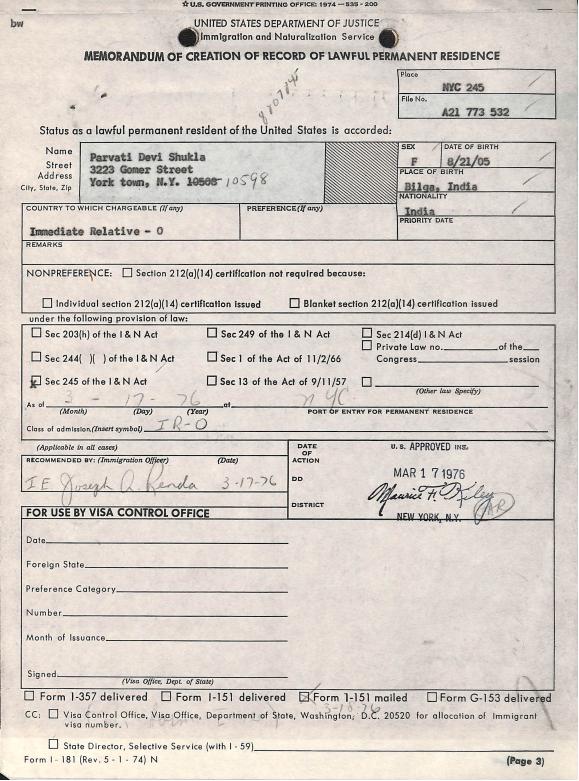 ☆U.S. GOVERNMENT PRINTING OFFICE: 1974—535-200
bw
UNITED STATES DEPARTMENT OF JUSTICE
Immigration and Naturalization Service
MEMORANDUM OF CREATION OF RECORD OF LAWFUL PERMANENT RESIDENCE
Place
NYC 245
File No.
A21 773 532
Status as a lawful permanent resident of the United States is accorded:
Name Parvati Devi Shukla
Street 3223 Gomer Street
Address York town, N.Y. 10568 10598
City, State, Zip
SEX DATE OF BIRTH
F 8/21/05
PLACE OF BIRTH
Bilga, India
NATIONALITY
India
COUNTRY TO WHICH CHARGEABLE (If any) PREFERENCE(If any) PRIORITY DATE
Immediate Relative - O
REMARKS
NONPREFERENCE: Section 212(a)(14) certification not required because:
Individual section 212(a)(14) certification issued Blanket section 212(a)(14) certification issued
under the following provision of law:
Sec 203(h) of the I & N Act Sec 249 of the I & N Act Sec 214(d) I & N Act
Private Law no. of the
Sec 244( )( ) of the I & N Act Sec 1 of the Act of 11/2/66 Congress session
x Sec 245 of the I & N Act Sec 13 of the Act of 9/11/57
(Other law Specify)
As of 3 - 17 - 76 at NYC
(Month) (Day) (Year) PORT OF ENTRY FOR PERMANENT RESIDENCE
Class of admission(Insert symbol) IR-O
(Applicable in all cases)
RECOMMENDED BY: (Immigration Officer) (Date)
I E Joseph A. Renda 3-17-76
DATE OF ACTION
DD
DISTRICT
U.S. APPROVED INS.
MAR 17 1976
Maurice F. Kiley
NEW YORK, N.Y.
FOR USE BY VISA CONTROL OFFICE
Date
Foreign State
Preference Category
Number
Month of Issuance
Signed
(Visa Office, Dept. of State)
Form I-357 delivered Form I-151 delivered Form I-151 mailed Form G-153 delivered
3-18-76
CC: Visa Control Office, Visa Office, Department of State, Washington, D.C. 20520 for allocation of Immigrant
visa number.
State Director, Selective Service (with I - 59)
Form I - 181 (Rev. 5 - 1 - 74) N (Page 3)